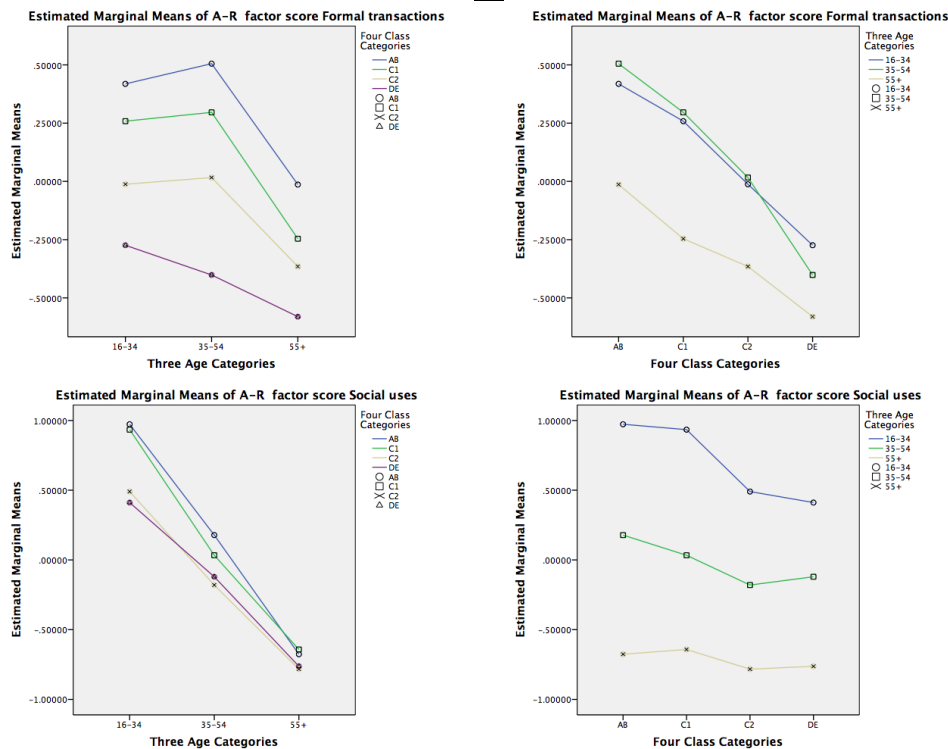 Estimated Marginal Means of A-R factor score Formal transactions
Estimated Marginal Means
.50000
.25000
.00000
-.25000
-.50000
16-34
35-54
55+
Three Age Categories
Four Class
Categories
AB
C1
C2
DE
AB
C1
C2
DE
Estimated Marginal Means of A-R factor score Formal transactions
Estimated Marginal Means
.50000
.25000
.00000
-.25000
-.50000
AB
C1
C2
DE
Four Class Categories
Three Age
Categories
16-34
35-54
55+
16-34
35-54
55+
Estimated Marginal Means of A-R factor score Social uses
Estimated Marginal Means
1.00000
.50000
.00000
-.50000
-1.00000
16-34
35-54
55+
Three Age Categories
Four Class
Categories
AB
C1
C2
DE
AB
C1
C2
DE
Estimated Marginal Means of A-R factor score Social uses
Estimated Marginal Means
1.00000
.50000
.00000
-.50000
-1.00000
AB
C1
C2
DE
Four Class Categories
Three Age
Categories
16-34
35-54
55+
16-34
35-54
55+